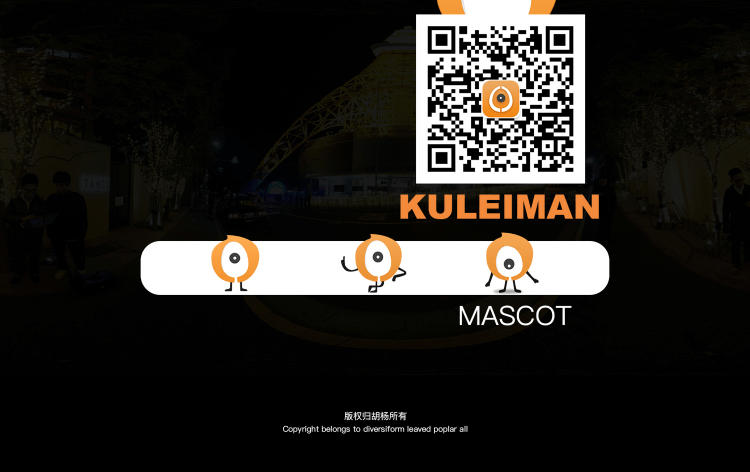 KULEIMAN
MASCOT
版权归胡杨所有
Copyright belongs to diversiform leaved poplar all